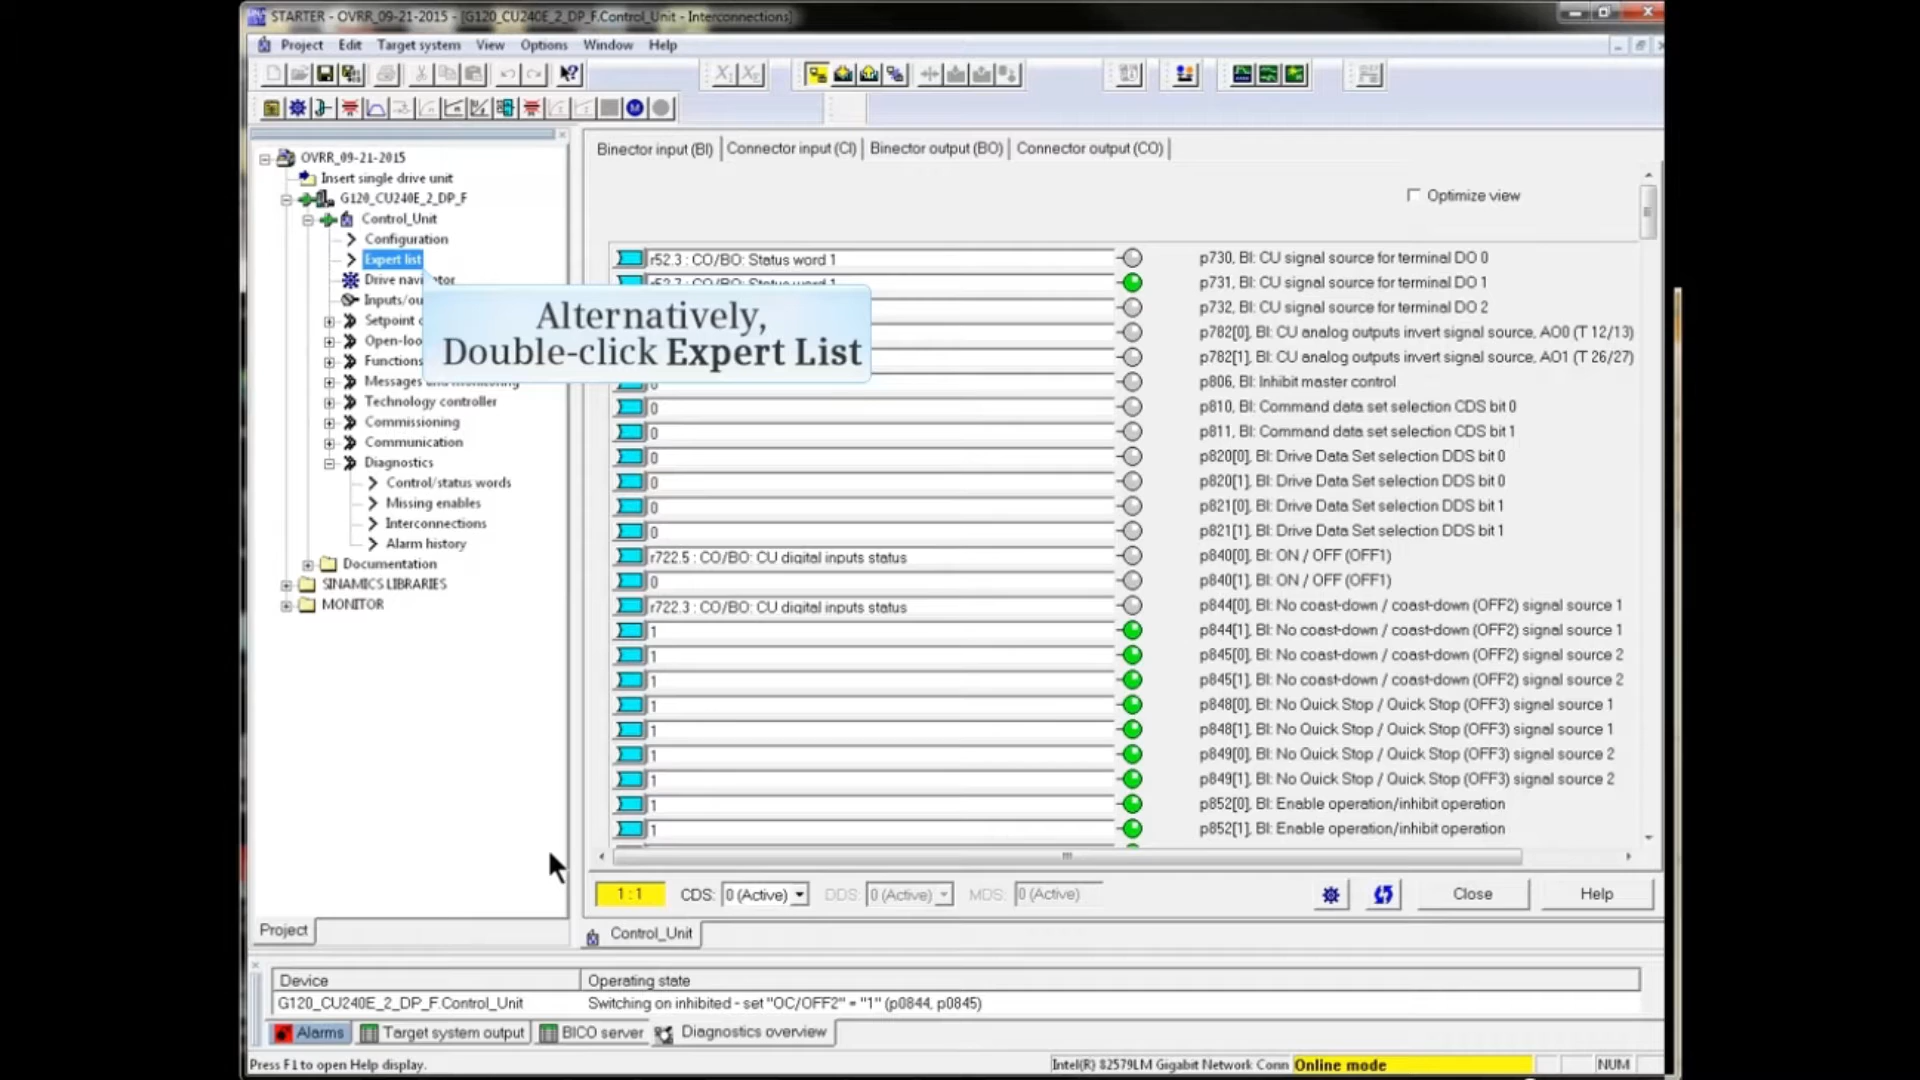 STARTER - OVRR_09-21-2015 - [G120_CU240E_2_DP_F.Control_Unit - Interconnections]
Project Edit Target system View Options Window Help
OVRR_09-21-2015
Insert single drive unit
G120_CU240E_2_DP_F
Control_Unit
Configuration
Expert list
Drive navi
Inputs/ou
Setpoint
Open-loo
Functions
Technology controller
Commissioning
Communication
Diagnostics
Control/status words
Missing enables
Interconnections
Alarm history
Documentation
SINAMICS LIBRARIES
MONITOR
Project
Alternatively,
Double-click Expert List
Binector input (BI) Connector input (CI) Binector output (BO) Connector output (CO)
Optimize view
r52.3 : CO/BO: Status word 1 p730, BI: CU signal source for terminal DO 0
r52.7 : CO/BO: Status word 1 p731, BI: CU signal source for terminal DO 1
p732, BI: CU signal source for terminal DO 2
p782[0], BI: CU analog outputs invert signal source, AO0 (T 12/13)
p782[1], BI: CU analog outputs invert signal source, AO1 (T 26/27)
0 p806, BI: Inhibit master control
0 p810, BI: Command data set selection CDS bit 0
0 p811, BI: Command data set selection CDS bit 1
0 p820[0], BI: Drive Data Set selection DDS bit 0
0 p820[1], BI: Drive Data Set selection DDS bit 0
0 p821[0], BI: Drive Data Set selection DDS bit 1
0 p821[1], BI: Drive Data Set selection DDS bit 1
r722.5 : CO/BO: CU digital inputs status p840[0], BI: ON / OFF (OFF1)
0 p840[1], BI: ON / OFF (OFF1)
r722.3 : CO/BO: CU digital inputs status p844[0], BI: No coast-down / coast-down (OFF2) signal source 1
1 p844[1], BI: No coast-down / coast-down (OFF2) signal source 1
1 p845[0], BI: No coast-down / coast-down (OFF2) signal source 2
1 p845[1], BI: No coast-down / coast-down (OFF2) signal source 2
1 p848[0], BI: No Quick Stop / Quick Stop (OFF3) signal source 1
1 p848[1], BI: No Quick Stop / Quick Stop (OFF3) signal source 1
1 p849[0], BI: No Quick Stop / Quick Stop (OFF3) signal source 2
1 p849[1], BI: No Quick Stop / Quick Stop (OFF3) signal source 2
1 p852[0], BI: Enable operation/inhibit operation
1 p852[1], BI: Enable operation/inhibit operation
1 : 1 CDS: 0 (Active) DDS: 0 (Active) MDS: 0 (Active) Close Help
Control_Unit
Device Operating state
G120_CU240E_2_DP_F.Control_Unit Switching on inhibited - set "OC/OFF2" = "1" (p0844, p0845)
Alarms Target system output BICO server Diagnostics overview
Press F1 to open Help display. Intel(R) 82579LM Gigabit Network Conn Online mode NUM